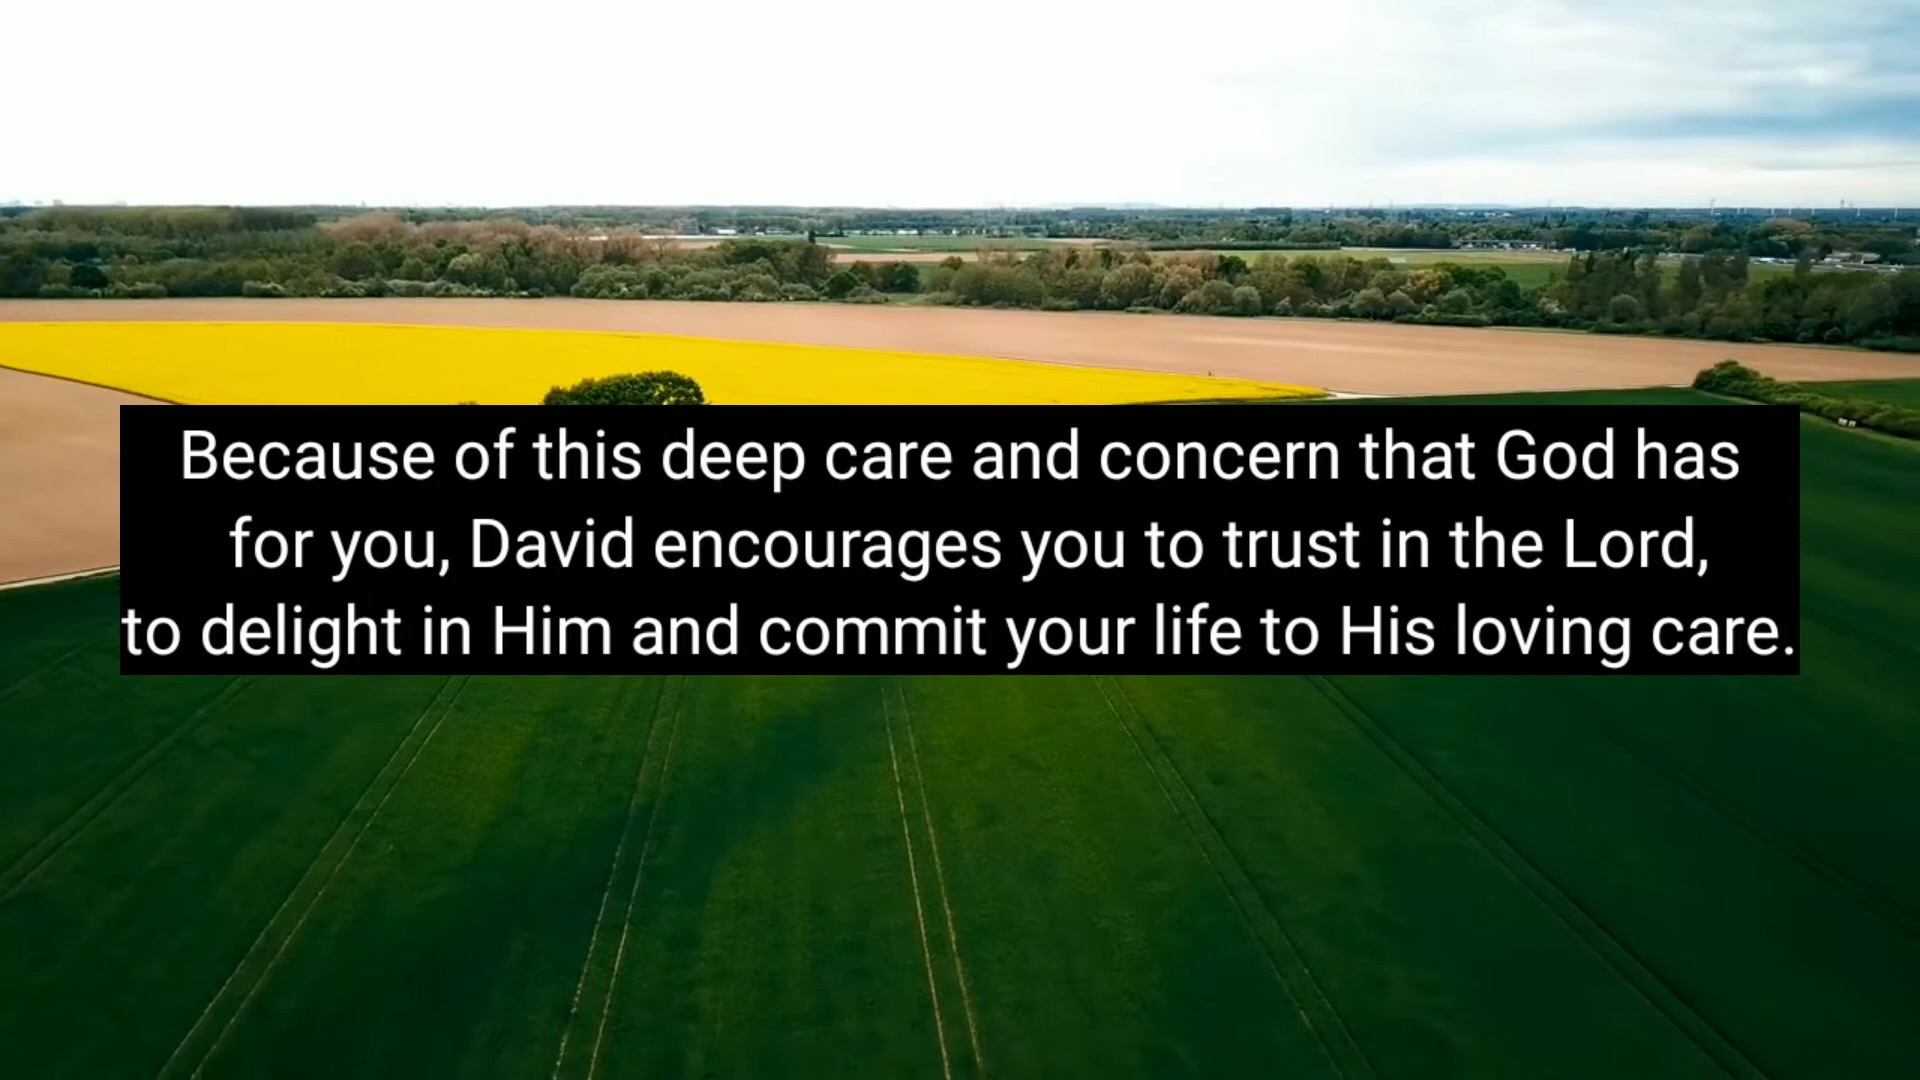 Because of this deep care and concern that God has
for you, David encourages you to trust in the Lord,
to delight in Him and commit your life to His loving care.